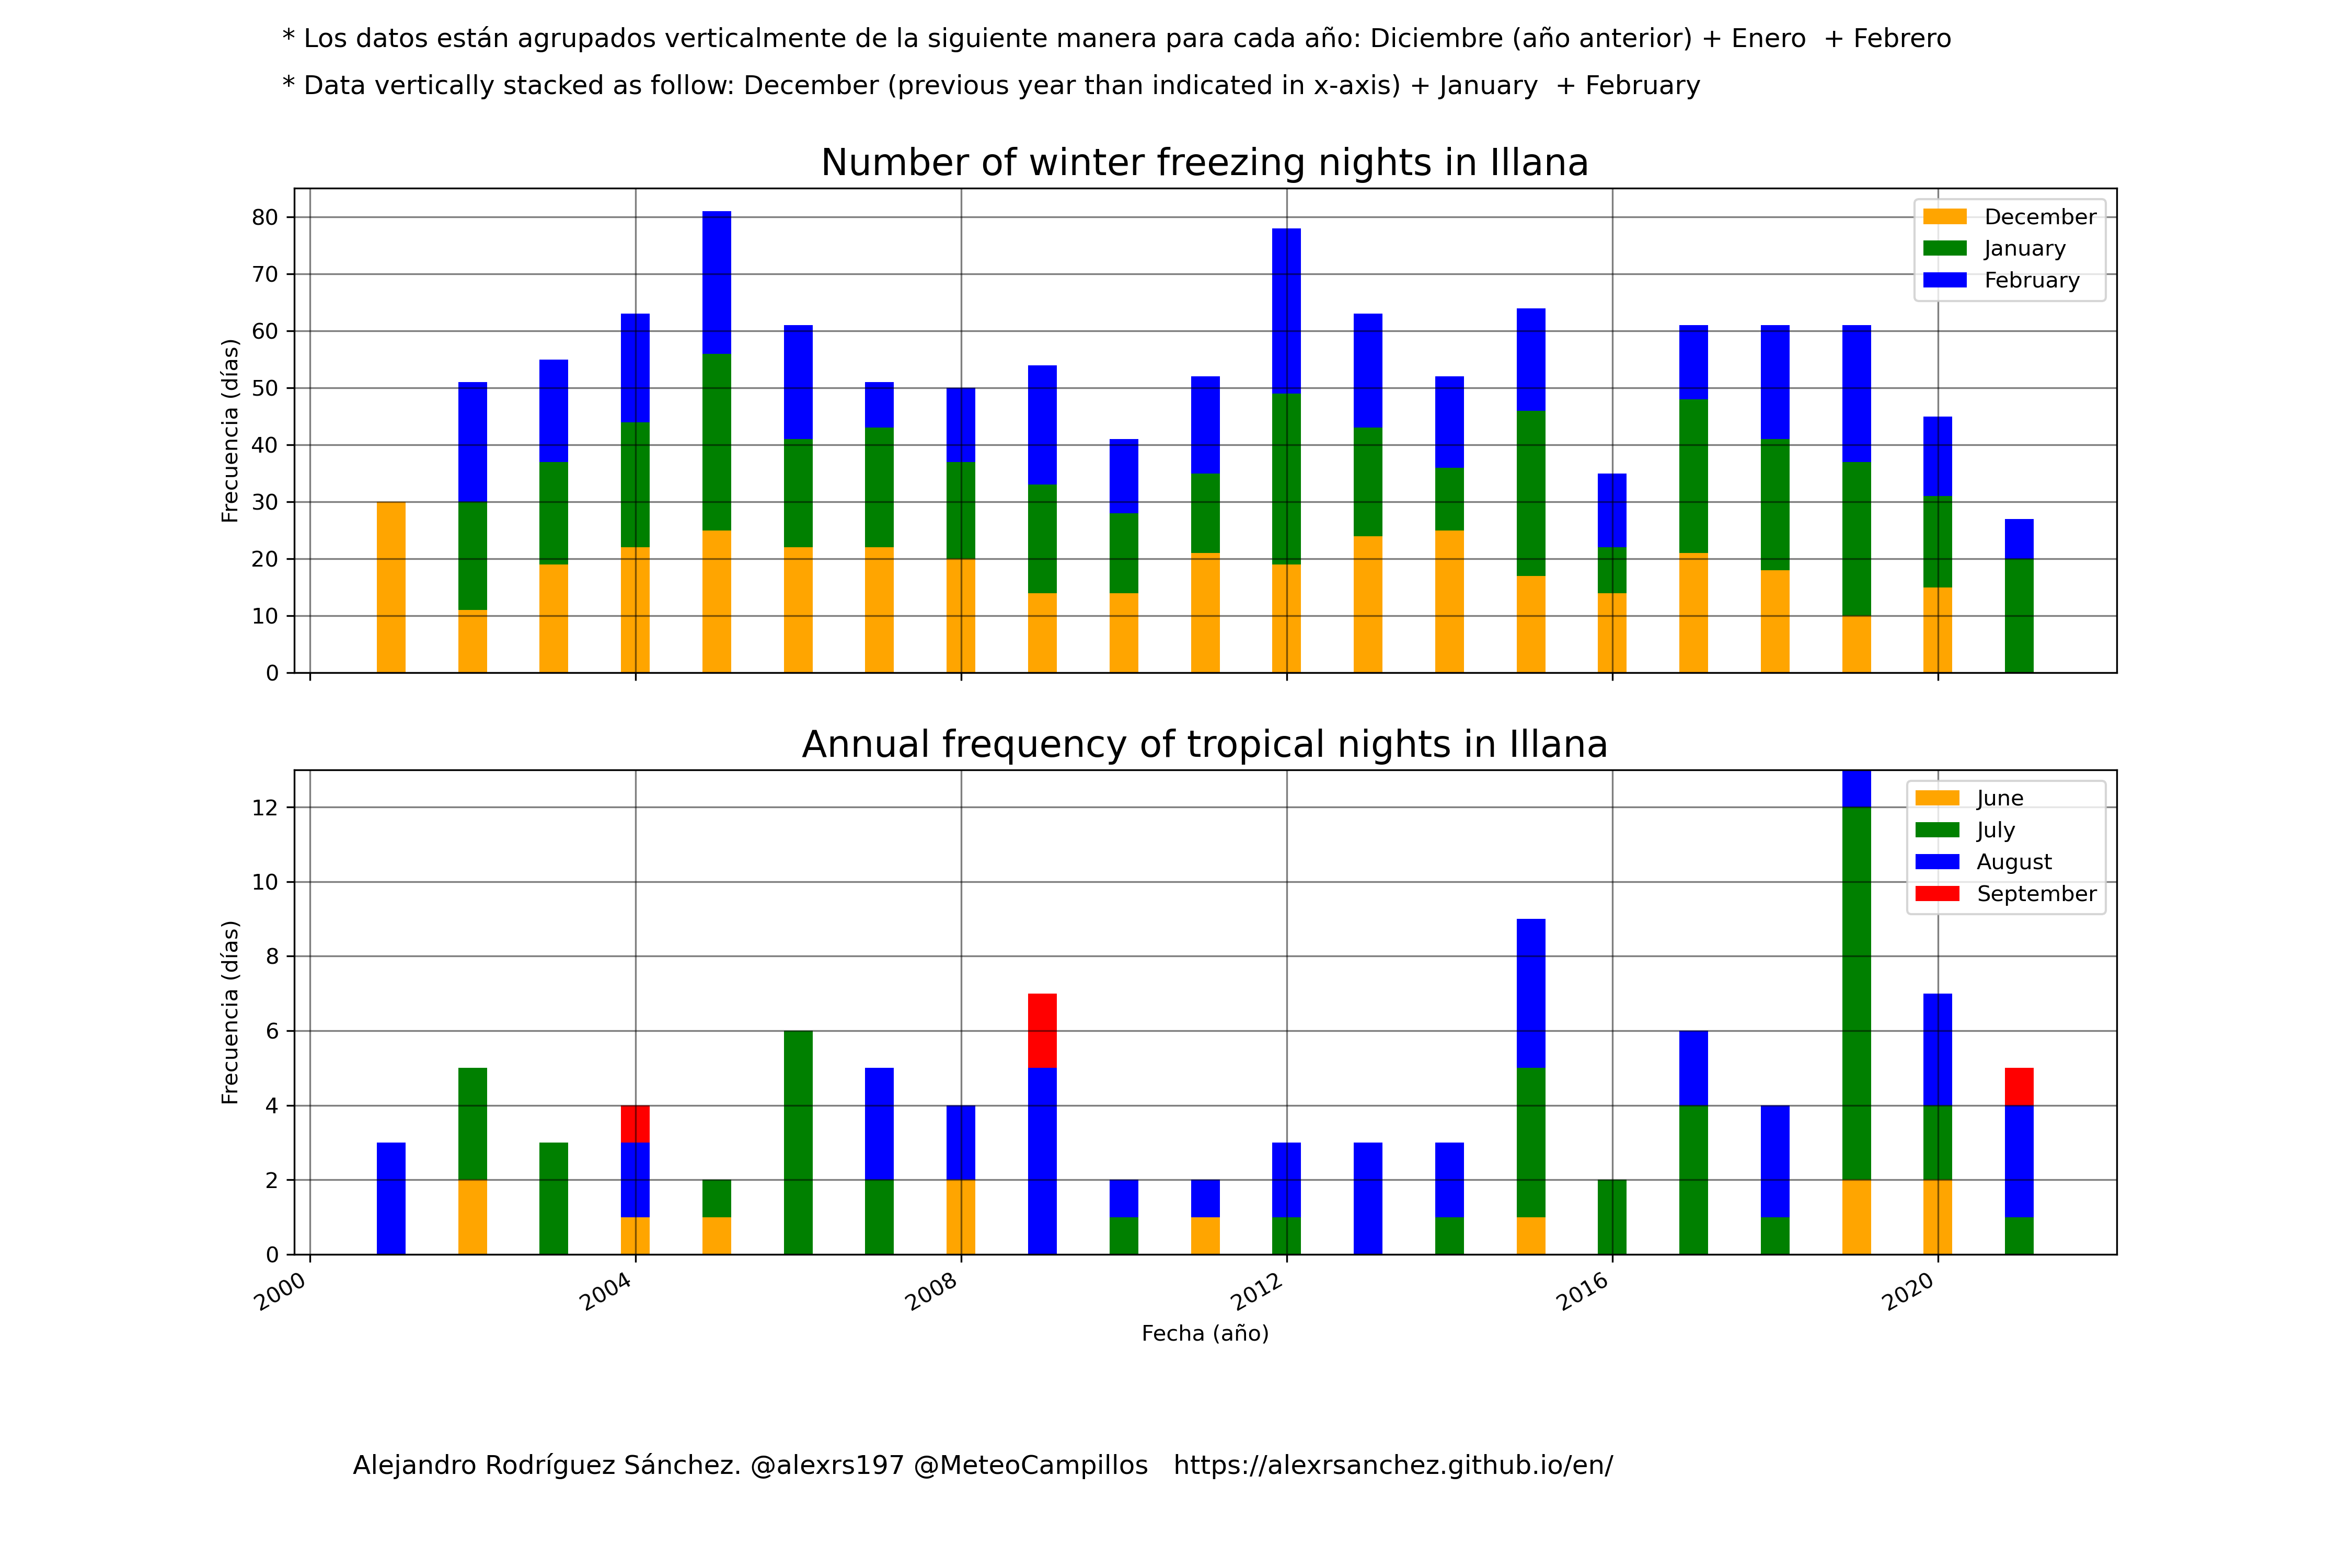 * Los datos están agrupados verticalmente de la siguiente manera para cada año: Diciembre (año anterior) + Enero  + Febrero
* Data vertically stacked as follow: December (previous year than indicated in x-axis) + January  + February
Number of winter freezing nights in Illana
Frecuencia (días)
80
70
60
50
40
30
20
10
0
December
January
February
Annual frequency of tropical nights in Illana
Frecuencia (días)
12
10
8
6
4
2
0
June
July
August
September
2000
2004
2008
2012
2016
2020
Fecha (año)
Alejandro Rodríguez Sánchez. @alexrs197 @MeteoCampillos   https://alexrsanchez.github.io/en/